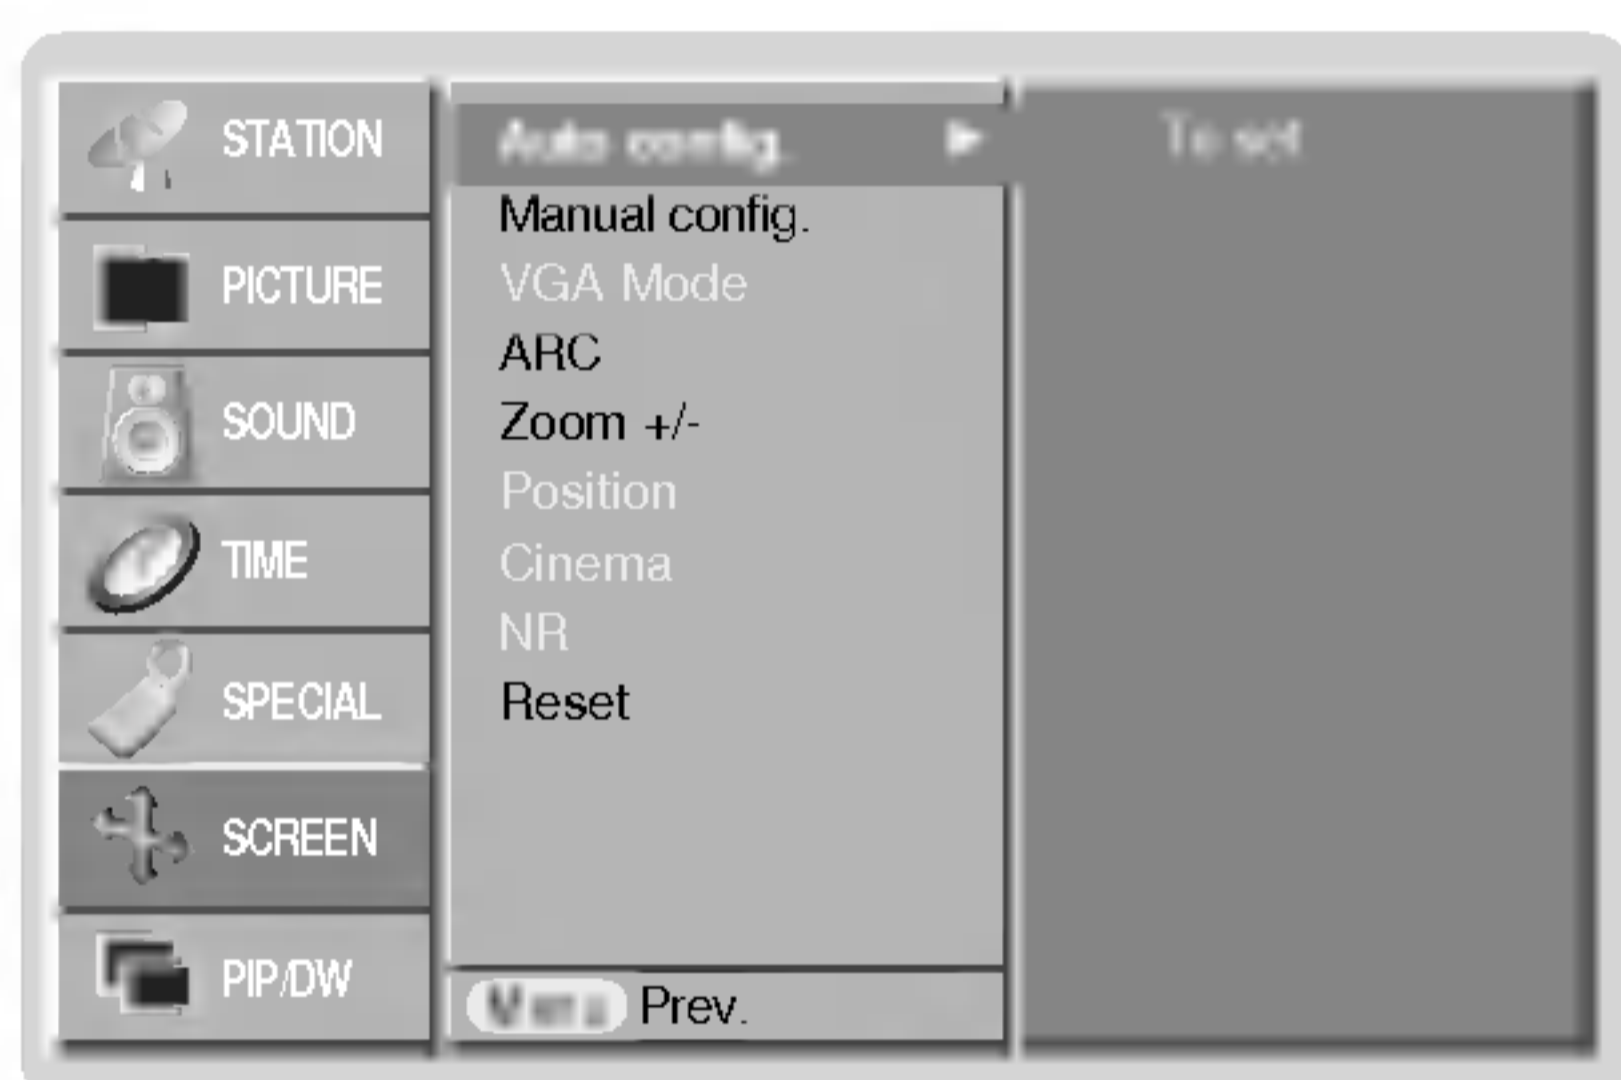 STATION
PICTURE
SOUND
TIME
SPECIAL
SCREEN
PIP/DW
Auto config.
Manual config.
VGA Mode
ARC
Zoom +/-
Position
Cinema
NR
Reset
Menu Prev.
To set